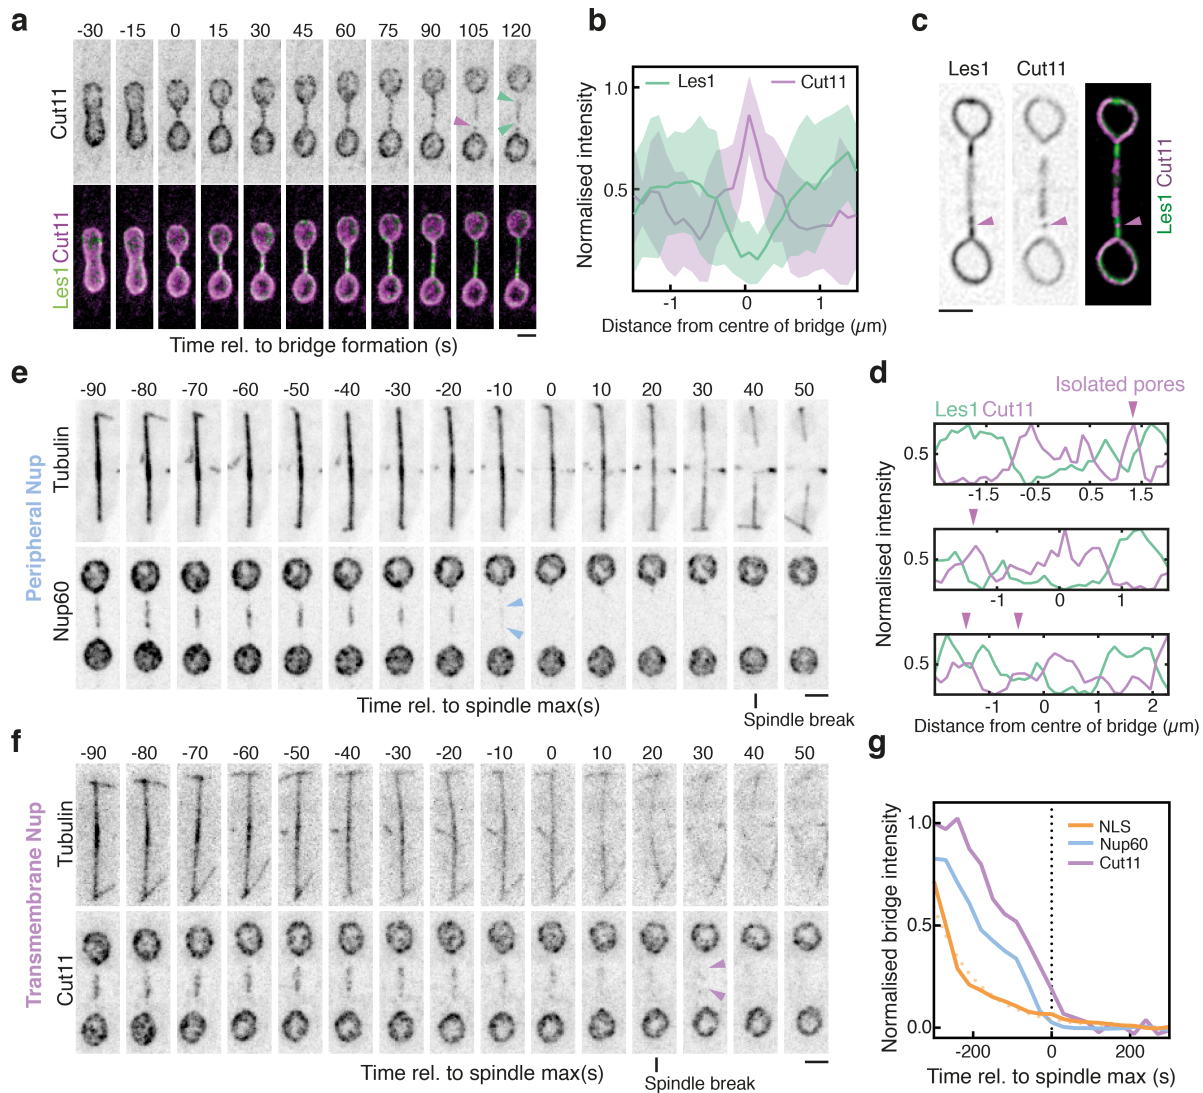 a
-30 -15 0 15 30 45 60 75 90 105 120
Cut11
Les1 Cut11
Time rel. to bridge formation (s)
b
Les1 Cut11
1.0
0.5
Normalised intensity
-1 0 1
Distance from centre of bridge (µm)
c
Les1 Cut11
Les1 Cut11
d
Isolated pores
Les1 Cut11
0.5
-1.5 -0.5 0.5 1.5
0.5
-1 0 1
0.5
-1 0 1 2
Normalised intensity
Distance from centre of bridge (µm)
e
-90 -80 -70 -60 -50 -40 -30 -20 -10 0 10 20 30 40 50
Peripheral Nup
Tubulin
Nup60
Time rel. to spindle max(s)
Spindle break
f
-90 -80 -70 -60 -50 -40 -30 -20 -10 0 10 20 30 40 50
Transmembrane Nup
Tubulin
Cut11
Time rel. to spindle max(s)
Spindle break
g
NLS
Nup60
Cut11
1.0
0.5
0.0
Normalised bridge intensity
-200 0 200
Time rel. to spindle max (s)